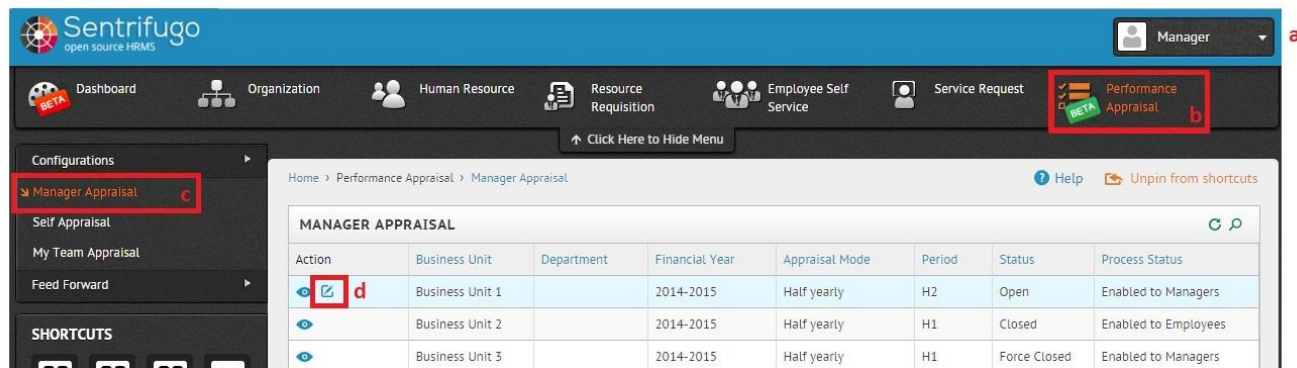 Sentrifugo
open source HRMS
Manager
a
BETA
Dashboard
Organization
Human Resource
Resource
Requisition
Employee Self
Service
Service Request
BETA
Performance
Appraisal
b
↑ Click Here to Hide Menu
Configurations
Manager Appraisal
c
Self Appraisal
My Team Appraisal
Feed Forward
SHORTCUTS
Home > Performance Appraisal > Manager Appraisal
? Help
Unpin from shortcuts
MANAGER APPRAISAL
Action Business Unit Department Financial Year Appraisal Mode Period Status Process Status
d Business Unit 1 2014-2015 Half yearly H2 Open Enabled to Managers
Business Unit 2 2014-2015 Half yearly H1 Closed Enabled to Employees
Business Unit 3 2014-2015 Half yearly H1 Force Closed Enabled to Managers